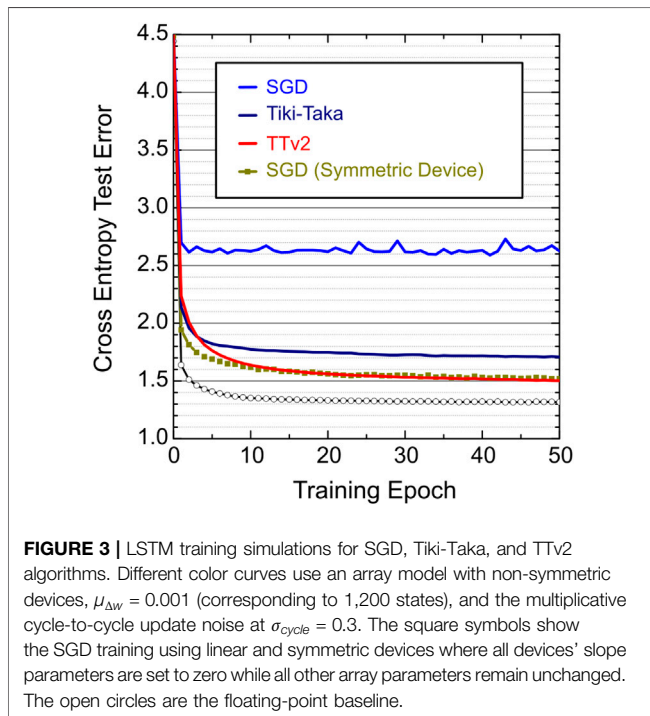 4.5
4.0
3.5
3.0
2.5
2.0
1.5
1.0
Cross Entropy Test Error
SGD
Tiki-Taka
TTv2
SGD (Symmetric Device)
0 10 20 30 40 50
Training Epoch
FIGURE 3 | LSTM training simulations for SGD, Tiki-Taka, and TTv2
algorithms. Different color curves use an array model with non-symmetric
devices, μΔw = 0.001 (corresponding to 1,200 states), and the multiplicative
cycle-to-cycle update noise at σcycle = 0.3. The square symbols show
the SGD training using linear and symmetric devices where all devices' slope
parameters are set to zero while all other array parameters remain unchanged.
The open circles are the floating-point baseline.